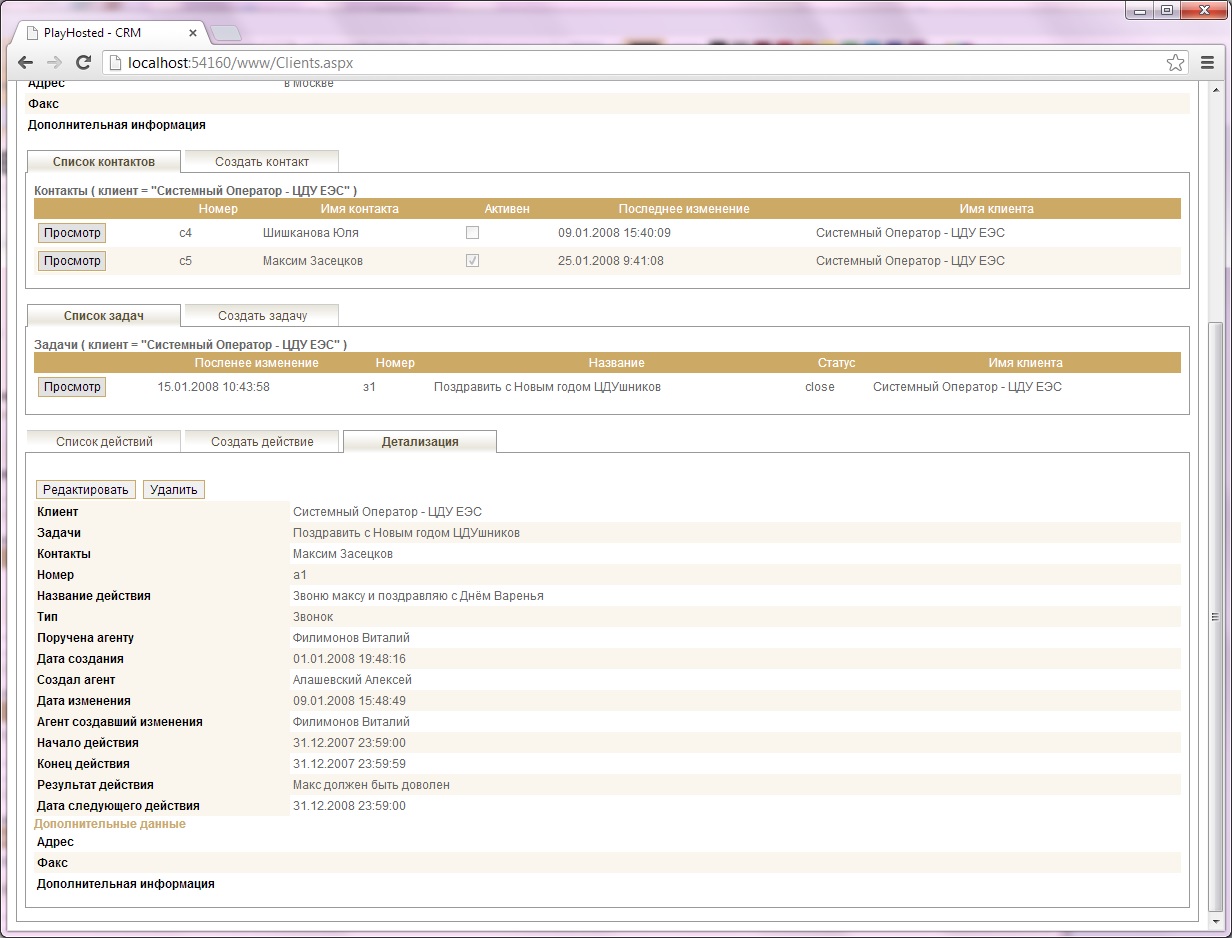 PlayHosted - CRM
localhost:54160/www/Clients.aspx
Адрес в Москве
Факс
Дополнительная информация
Список контактов Создать контакт
Контакты ( клиент = "Системный Оператор - ЦДУ ЕЭС" )
Номер Имя контакта Активен Последнее изменение Имя клиента
Просмотр c4 Шишканова Юля 09.01.2008 15:40:09 Системный Оператор - ЦДУ ЕЭС
Просмотр c5 Максим Засецков 25.01.2008 9:41:08 Системный Оператор - ЦДУ ЕЭС
Список задач Создать задачу
Задачи ( клиент = "Системный Оператор - ЦДУ ЕЭС" )
Посленее изменение Номер Название Статус Имя клиента
Просмотр 15.01.2008 10:43:58 з1 Поздравить с Новым годом ЦДУшников close Системный Оператор - ЦДУ ЕЭС
Список действий Создать действие Детализация
Редактировать Удалить
Клиент Системный Оператор - ЦДУ ЕЭС
Задачи Поздравить с Новым годом ЦДУшников
Контакты Максим Засецков
Номер a1
Название действия Звоню максу и поздравляю с Днём Варенья
Тип Звонок
Поручена агенту Филимонов Виталий
Дата создания 01.01.2008 19:48:16
Создал агент Алашевский Алексей
Дата изменения 09.01.2008 15:48:49
Агент создавший изменения Филимонов Виталий
Начало действия 31.12.2007 23:59:00
Конец действия 31.12.2007 23:59:59
Результат действия Макс должен быть доволен
Дата следующего действия 31.12.2008 23:59:00
Дополнительные данные
Адрес
Факс
Дополнительная информация